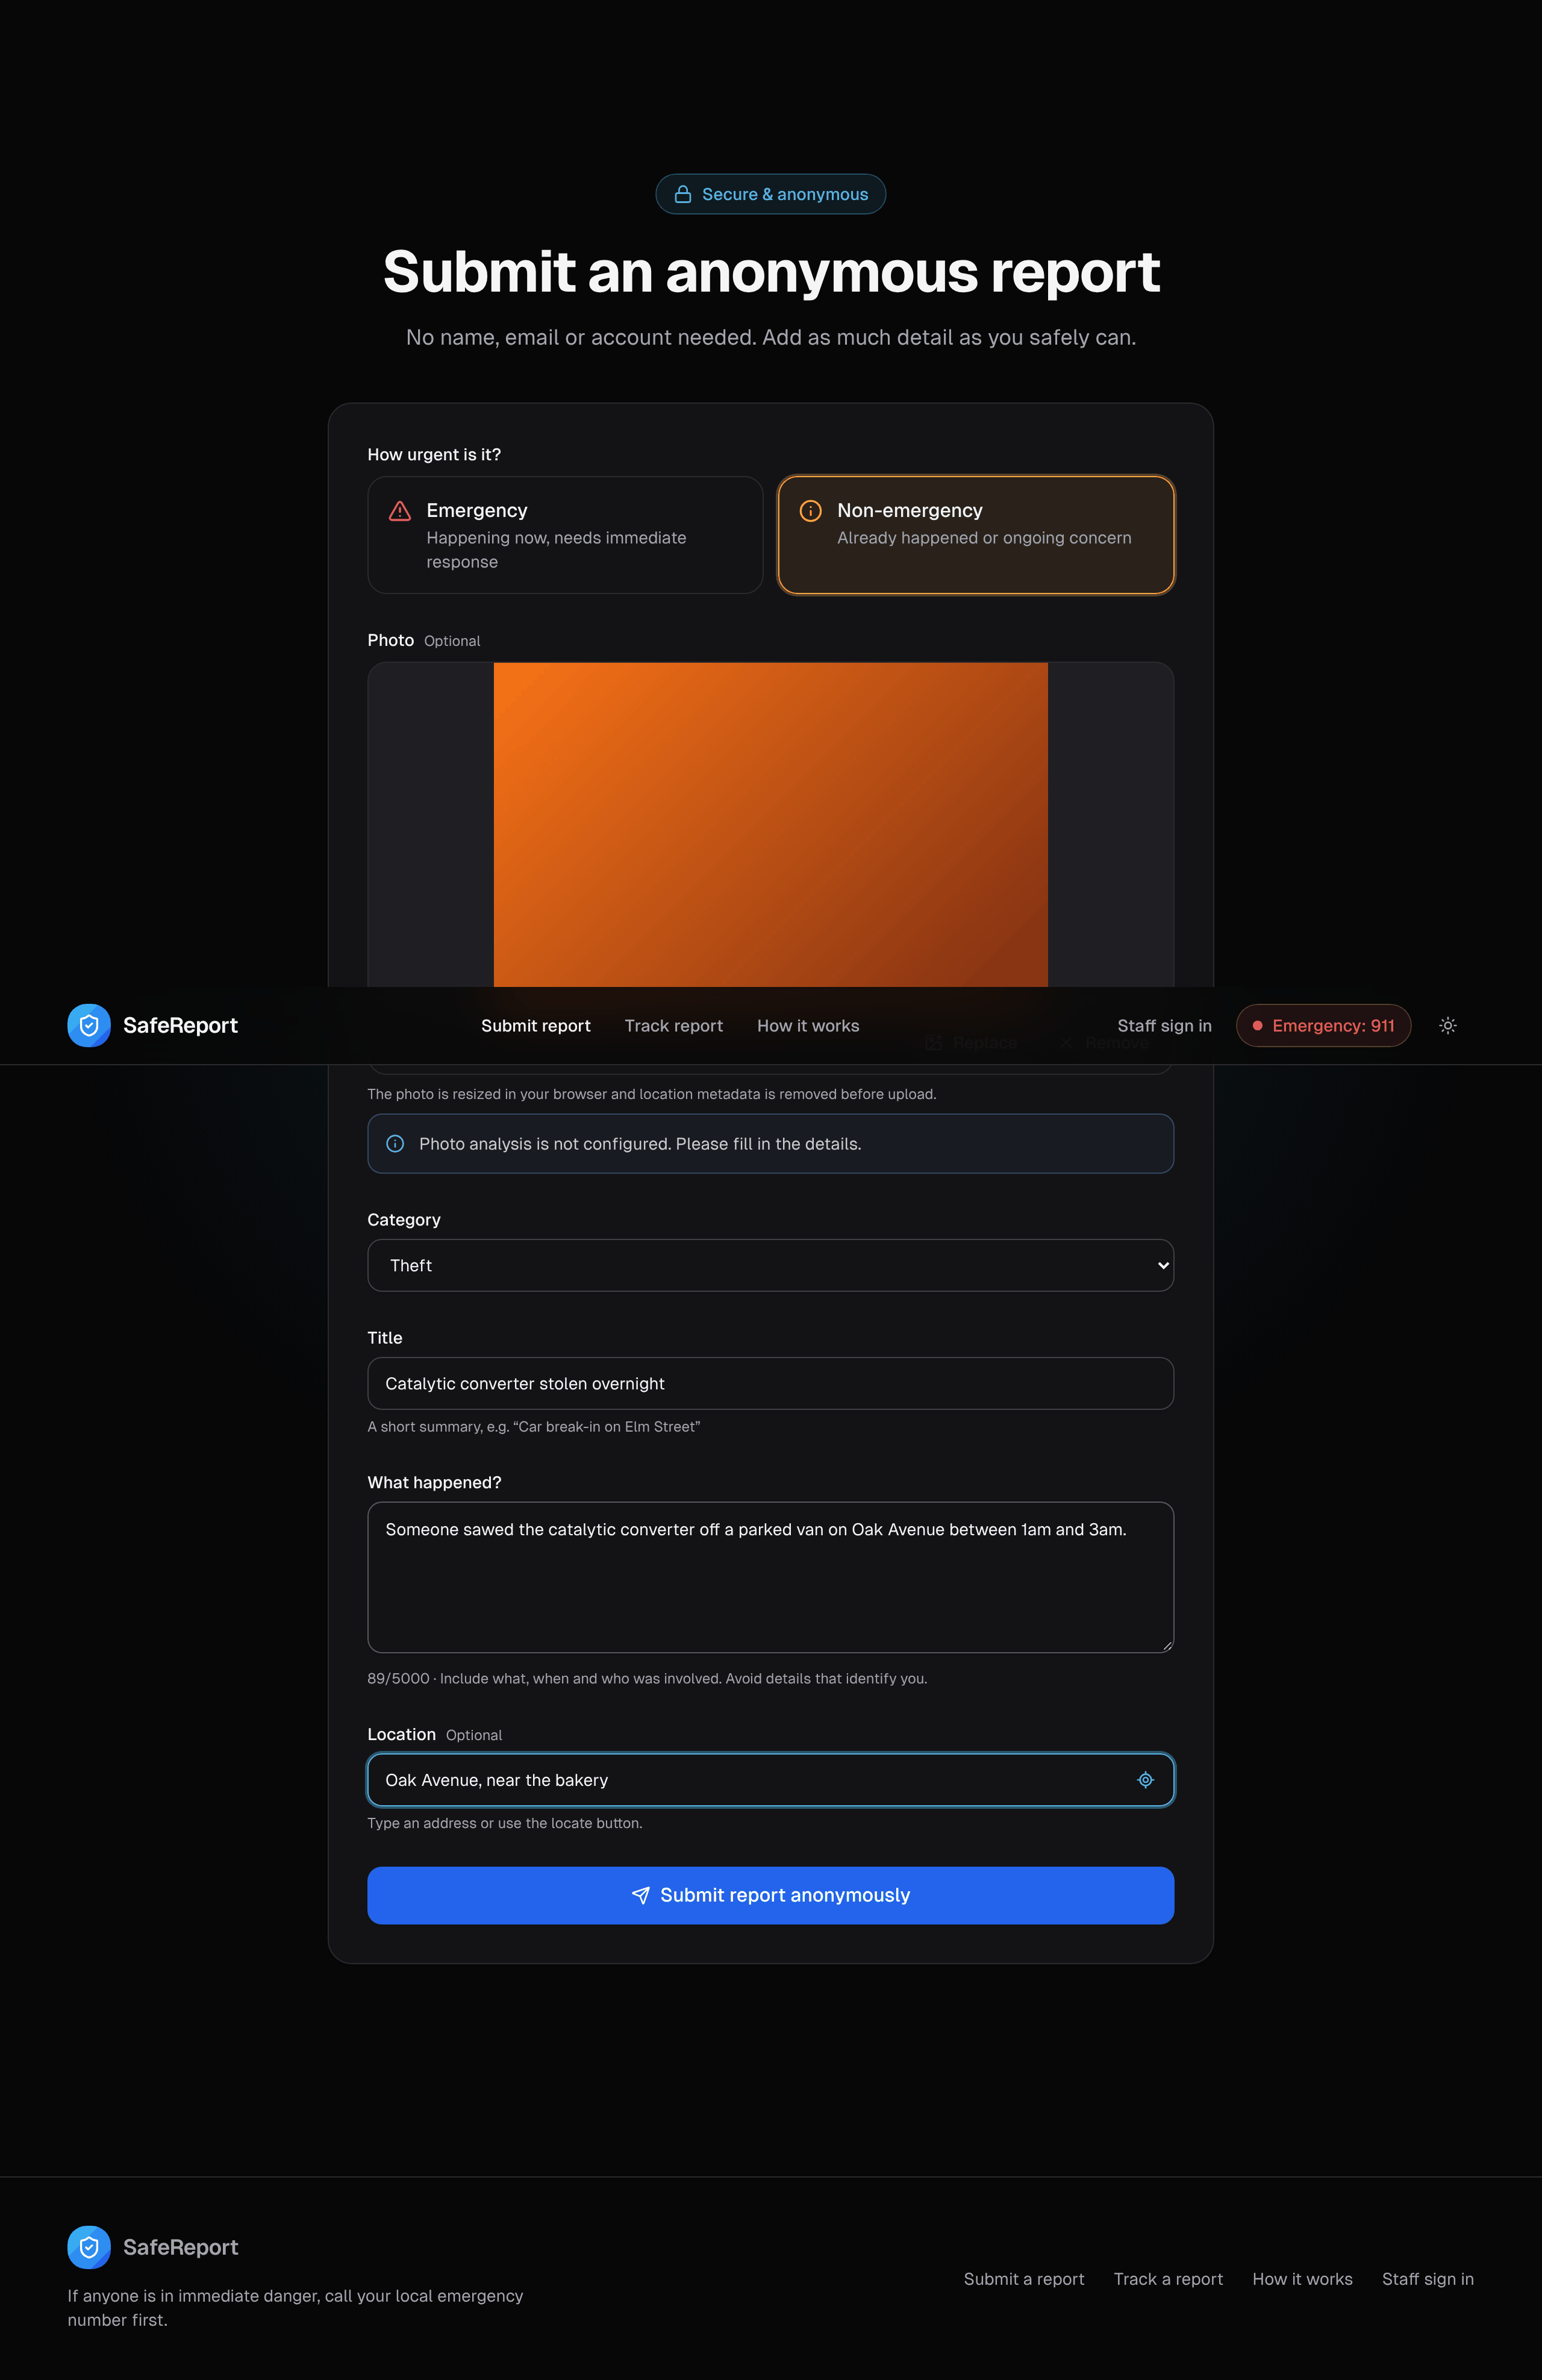 Secure & anonymous
Submit an anonymous report
No name, email or account needed. Add as much detail as you safely can.
How urgent is it?
Emergency
Happening now, needs immediate
response
Non-emergency
Already happened or ongoing concern
Photo Optional
SafeReport
Submit report
Track report
How it works
Staff sign in
Emergency: 911
Replace
Remove
The photo is resized in your browser and location metadata is removed before upload.
Photo analysis is not configured. Please fill in the details.
Category
Theft
Title
Catalytic converter stolen overnight
A short summary, e.g. “Car break-in on Elm Street”
What happened?
Someone sawed the catalytic converter off a parked van on Oak Avenue between 1am and 3am.
89/5000 · Include what, when and who was involved. Avoid details that identify you.
Location Optional
Oak Avenue, near the bakery
Type an address or use the locate button.
Submit report anonymously
SafeReport
If anyone is in immediate danger, call your local emergency
number first.
Submit a report
Track a report
How it works
Staff sign in